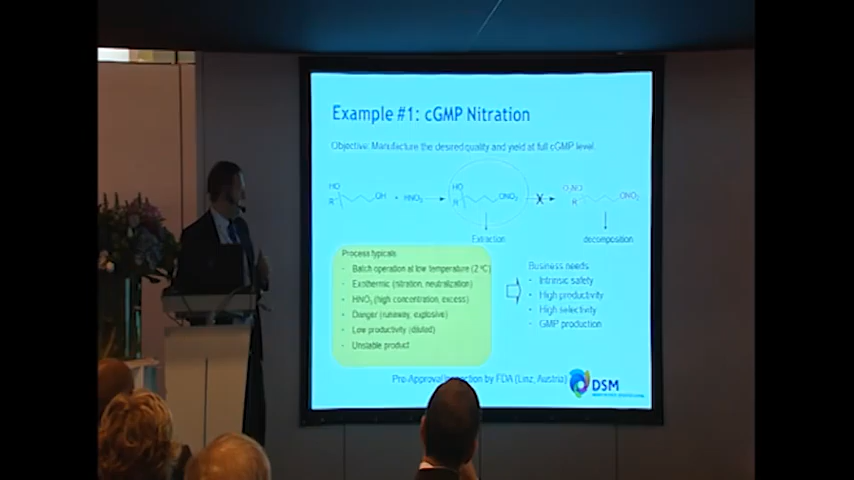 Example #1: cGMP Nitration
Objective: Manufacture the desired quality and yield at full cGMP level.
HO
R
OH
+ HNO₃
HO
R
ONO₂
X
O₂NO
R
ONO₂
Extraction
decomposition
Process typicals
- Batch operation at low temperature (2 °C)
- Exothermic (nitration, neutralization)
- HNO₃ (high concentration, excess)
- Danger (runaway, explosive)
- Low productivity (diluted)
- Unstable product
Business needs
• Intrinsic safety
• High productivity
• High selectivity
• GMP production
Pre-Approval by FDA (Linz, Austria)
DSM